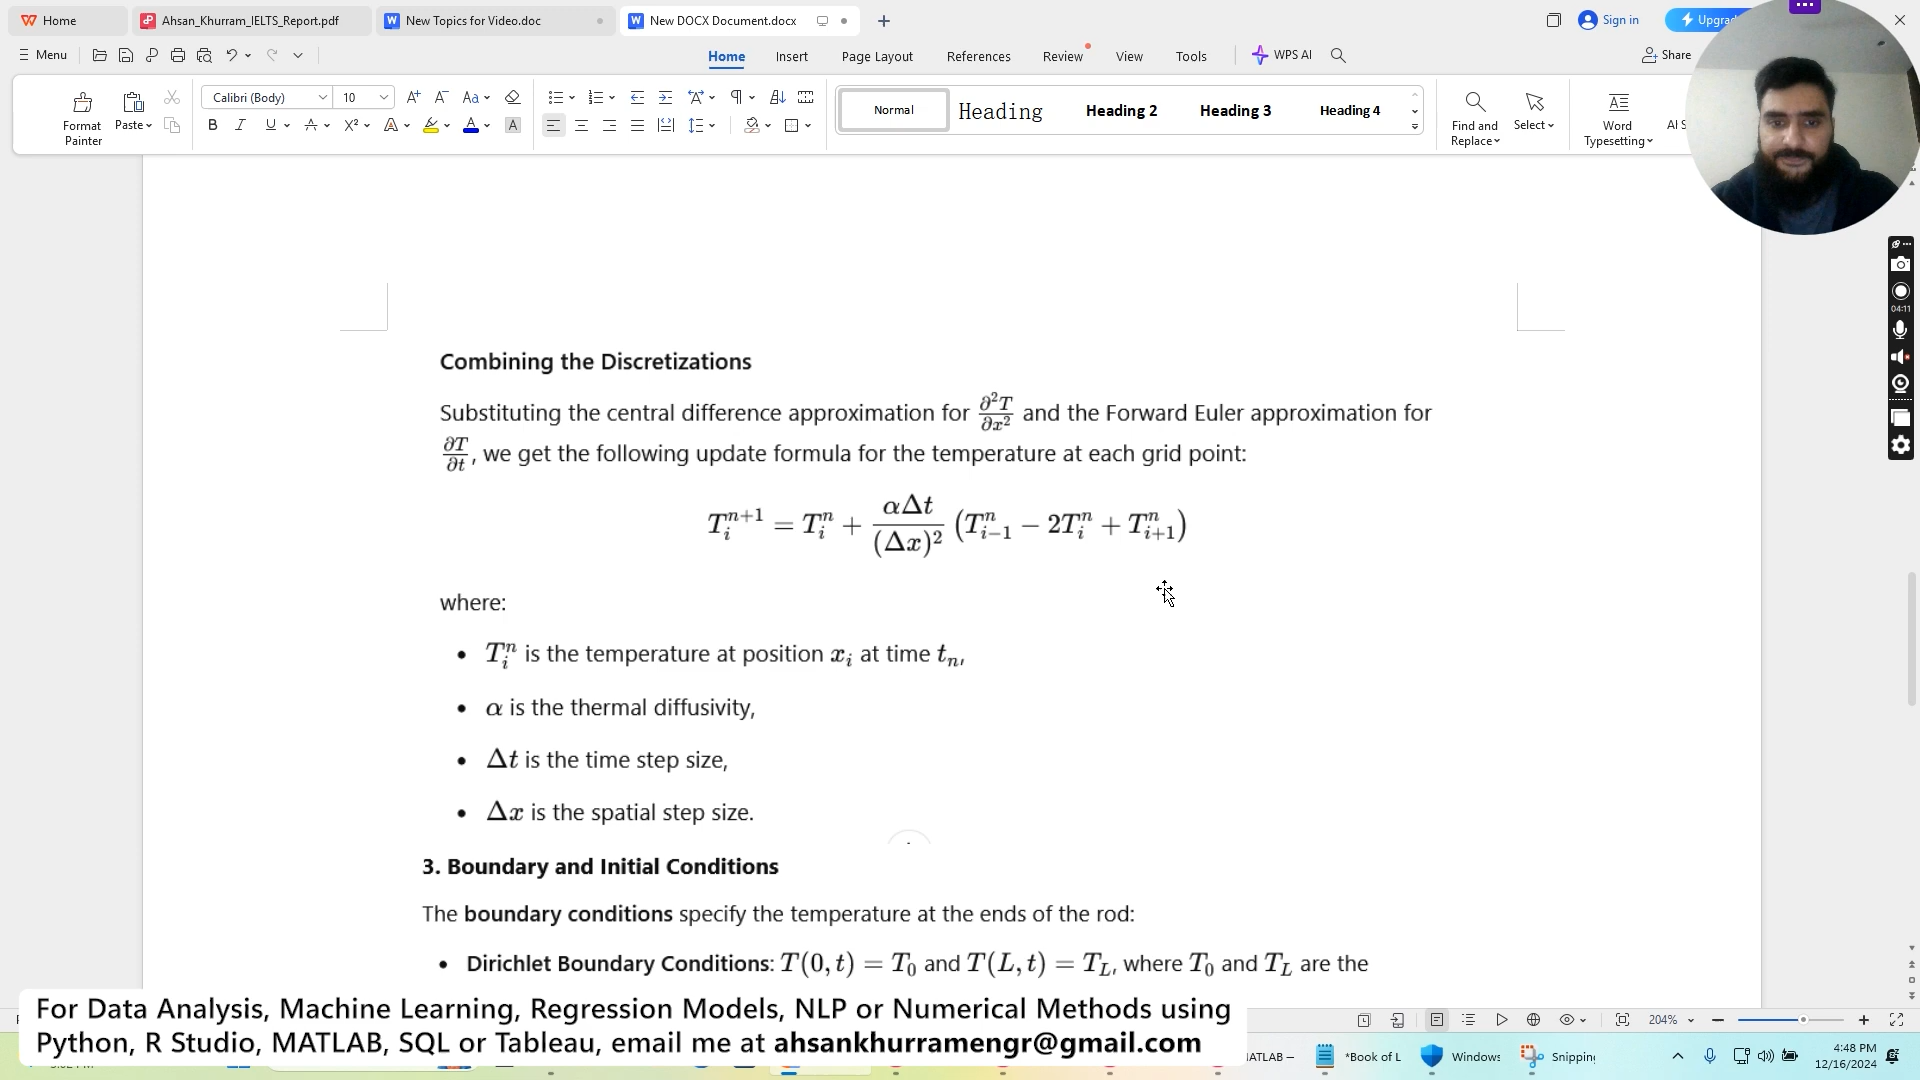 Home
Ahsan_Khurram_IELTS_Report.pdf
New Topics for Video.doc
New DOCX Document.docx
Sign in
Menu
Home Insert Page Layout References Review View Tools WPS AI
Share
Format Painter
Paste
Calibri (Body) 10
Normal Heading Heading 2 Heading 3 Heading 4
Find and Replace
Select
Word Typesetting
04:11
Combining the Discretizations
Substituting the central difference approximation for ∂²T/∂x² and the Forward Euler approximation for
∂T/∂t, we get the following update formula for the temperature at each grid point:
T_i^{n+1} = T_i^n + αΔt/(Δx)² (T_{i−1}^n − 2T_i^n + T_{i+1}^n)
where:
• T_i^n is the temperature at position x_i at time t_n,
• α is the thermal diffusivity,
• Δt is the time step size,
• Δx is the spatial step size.
3. Boundary and Initial Conditions
The boundary conditions specify the temperature at the ends of the rod:
• Dirichlet Boundary Conditions: T(0, t) = T_0 and T(L, t) = T_L, where T_0 and T_L are the
For Data Analysis, Machine Learning, Regression Models, NLP or Numerical Methods using
Python, R Studio, MATLAB, SQL or Tableau, email me at ahsankhurramengr@gmail.com
204%
*Book of L
Windows
4:48 PM
12/16/2024